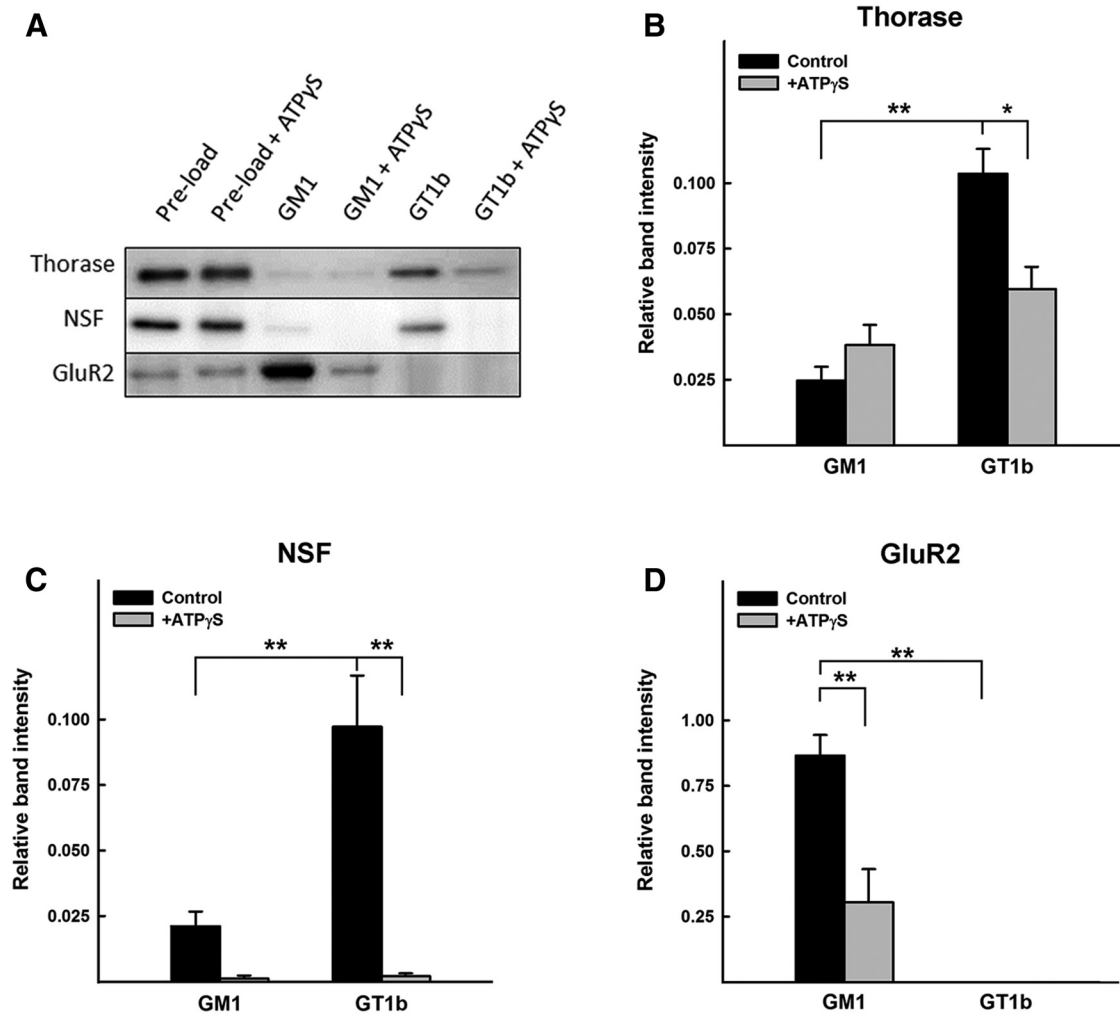 A
Pre-load
Pre-load + ATPγS
GM1
GM1 + ATPγS
GT1b
GT1b + ATPγS
Thorase
NSF
GluR2
B
Thorase
Control
+ATPγS
** *
Relative band intensity
0.100
0.075
0.050
0.025
GM1 GT1b
C
NSF
Control
+ATPγS
** **
Relative band intensity
0.100
0.075
0.050
0.025
GM1 GT1b
D
GluR2
Control
+ATPγS
**
**
Relative band intensity
1.00
0.75
0.50
0.25
GM1 GT1b